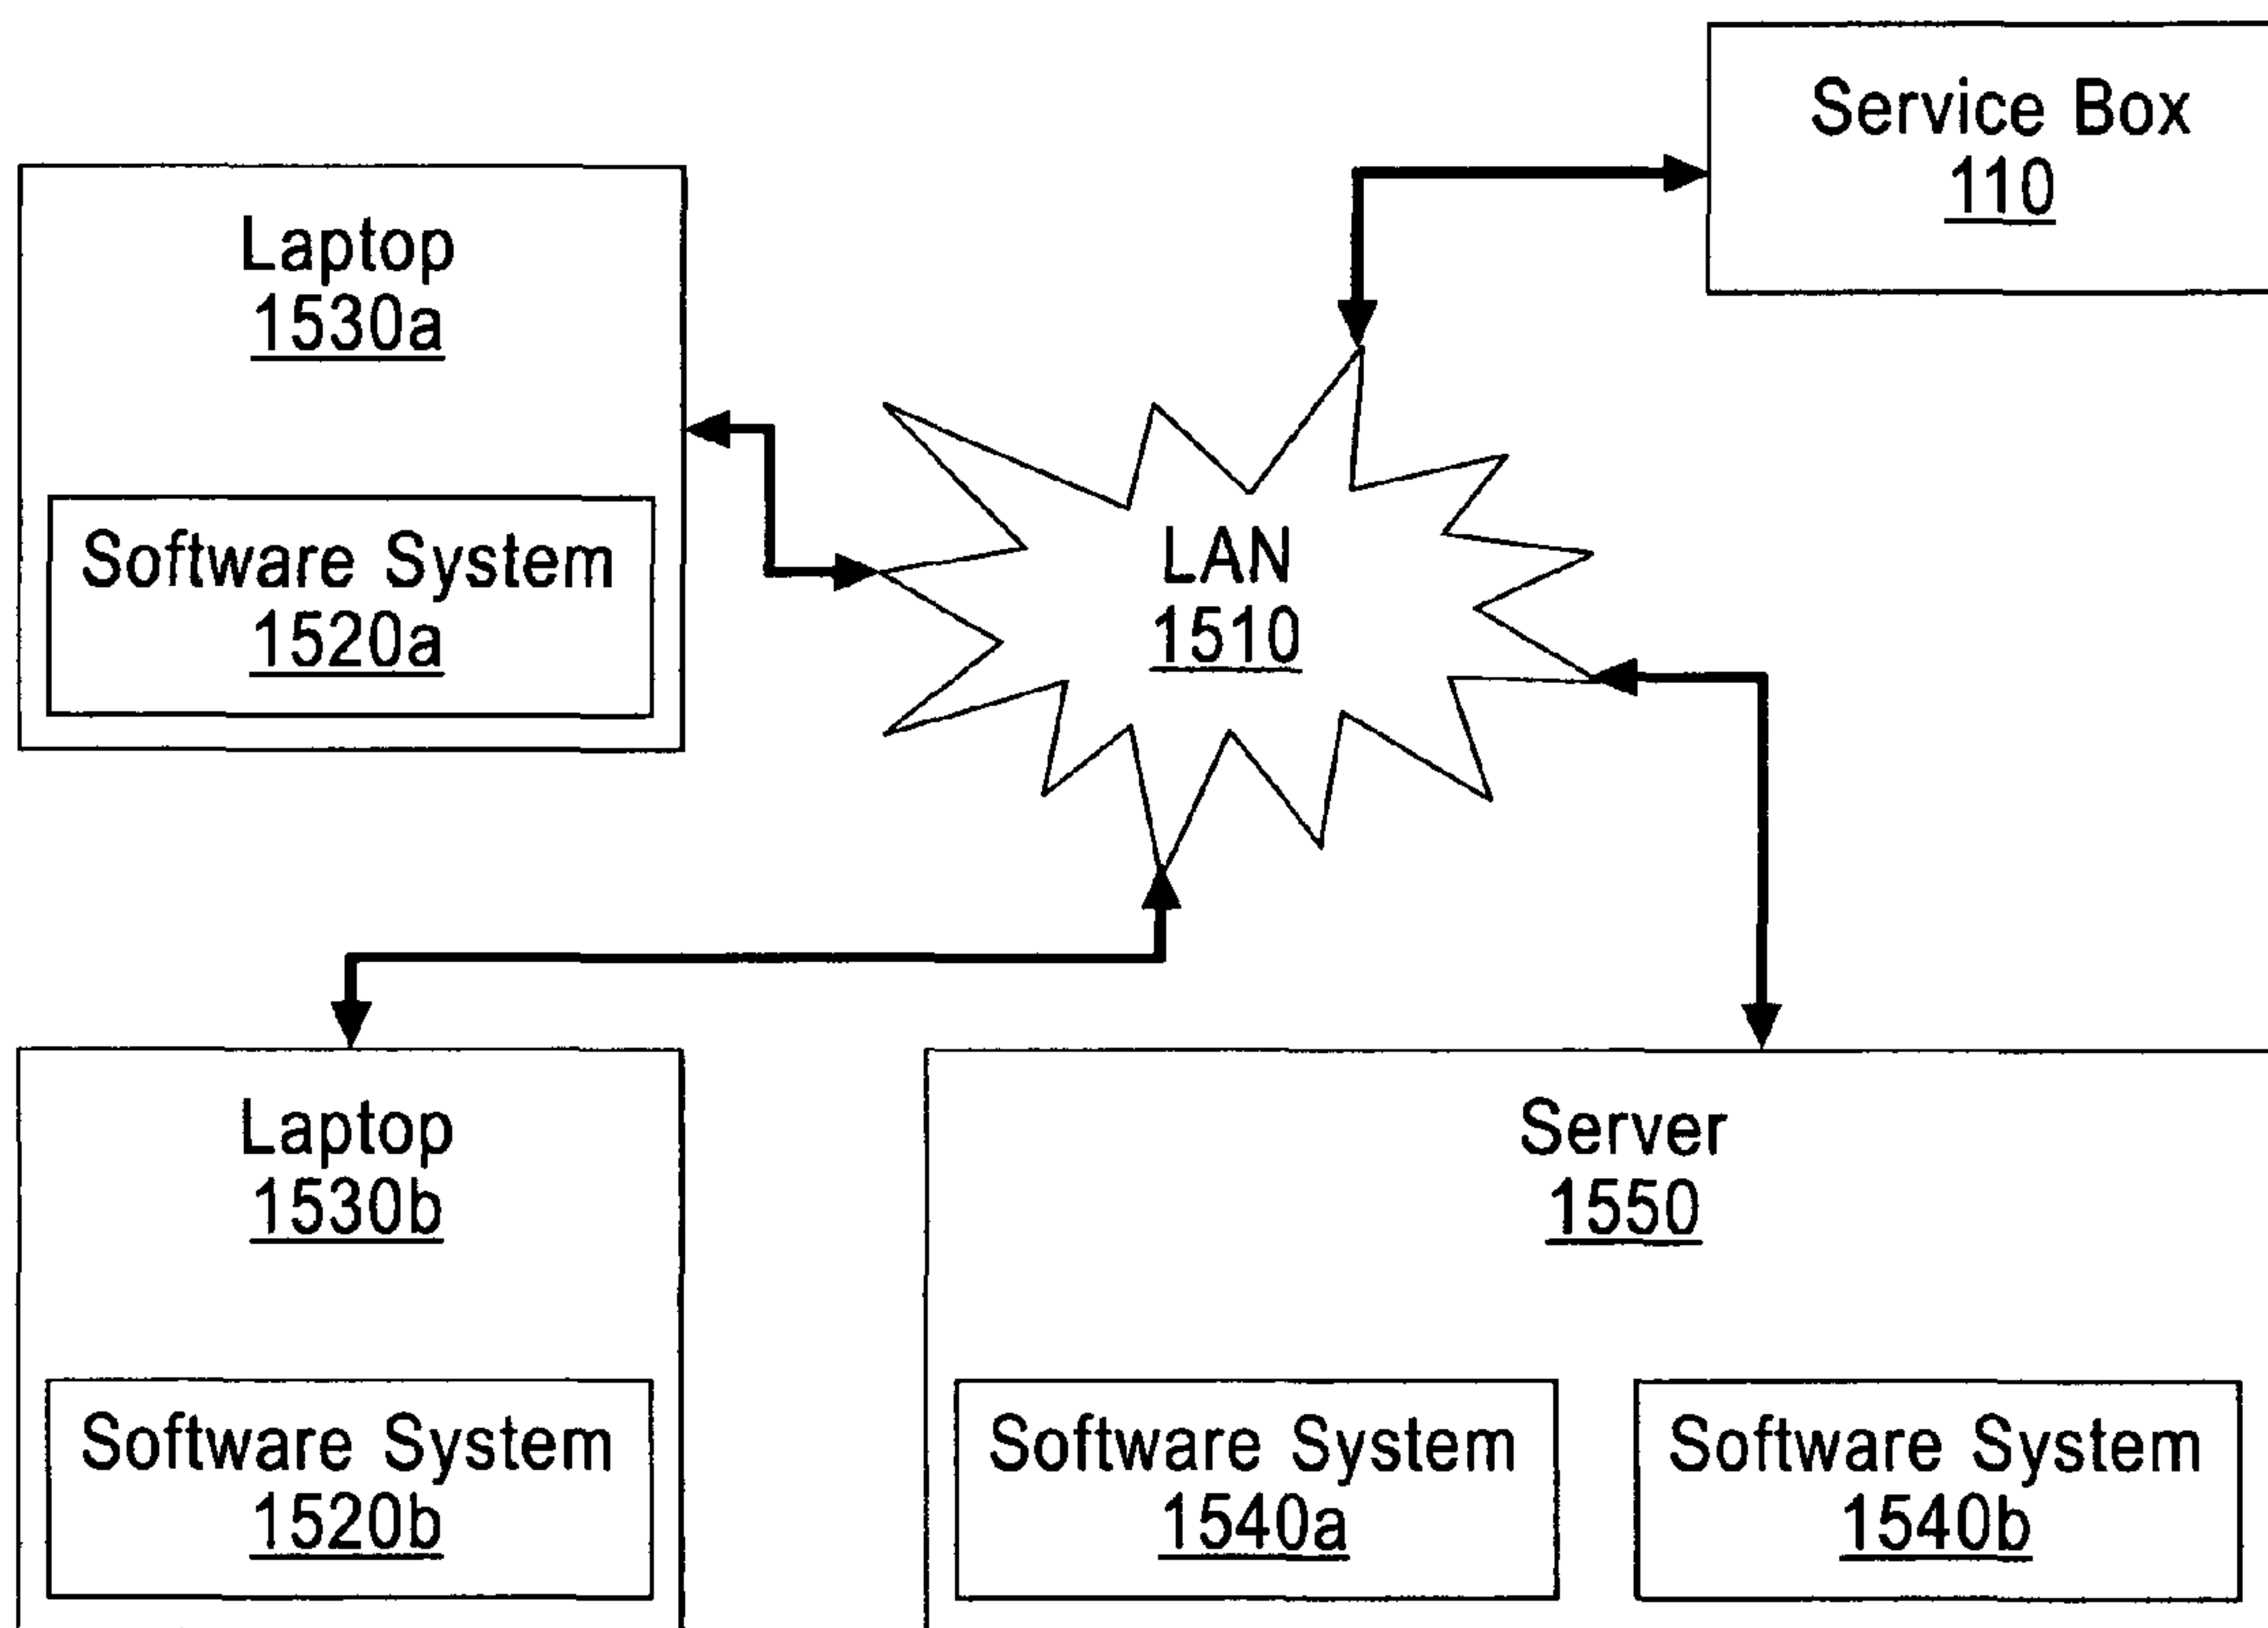 Service Box
110
Laptop
1530a
Software System
1520a
LAN
1510
Laptop
1530b
Software System
1520b
Server
1550
Software System
1540a
Software System
1540b